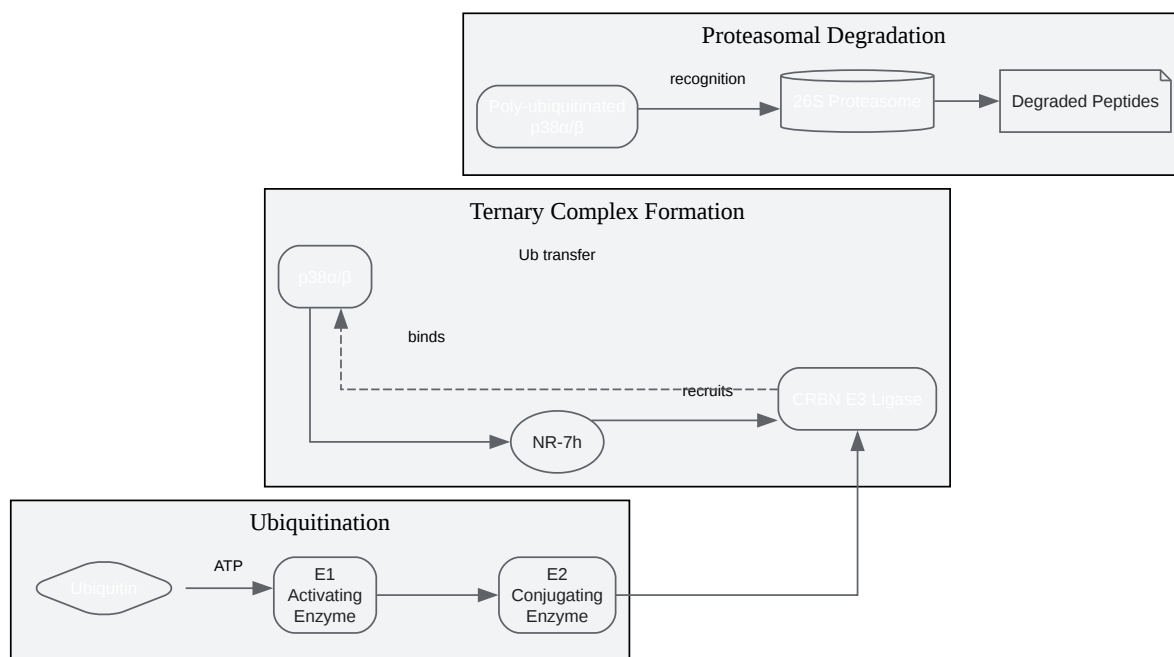 Proteasomal Degradation
recognition
Poly-ubiquitinated
p38α/β
26S Proteasome
Degraded Peptides
Ternary Complex Formation
Ub transfer
p38α/β
binds
recruits
CRBN E3 Ligase
NR-7h
Ubiquitination
ATP
Ubiquitin
E1
Activating
Enzyme
E2
Conjugating
Enzyme